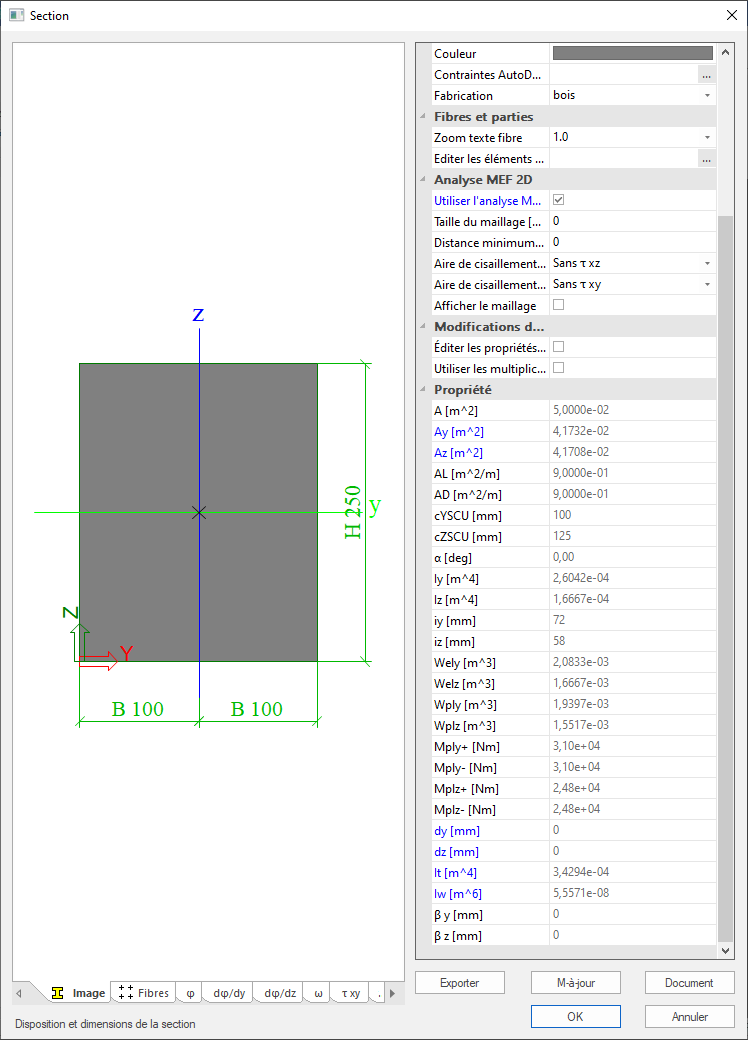 Section
z
y
H 250
Z
Y
B 100 B 100
Image Fibres φ dφ/dy dφ/dz ω τ xy .
Disposition et dimensions de la section
Couleur
Contraintes AutoD... ...
Fabrication bois
Fibres et parties
Zoom texte fibre 1.0
Editer les éléments ... ...
Analyse MEF 2D
Utiliser l'analyse M...
Taille du maillage [... 0
Distance minimum... 0
Aire de cisaillement... Sans τ xz
Aire de cisaillement... Sans τ xy
Afficher le maillage
Modifications d...
Éditer les propriétés...
Utiliser les multiplic...
Propriété
A [m^2] 5,0000e-02
Ay [m^2] 4,1732e-02
Az [m^2] 4,1708e-02
AL [m^2/m] 9,0000e-01
AD [m^2/m] 9,0000e-01
cYSCU [mm] 100
cZSCU [mm] 125
α [deg] 0,00
Iy [m^4] 2,6042e-04
Iz [m^4] 1,6667e-04
iy [mm] 72
iz [mm] 58
Wely [m^3] 2,0833e-03
Welz [m^3] 1,6667e-03
Wply [m^3] 1,9397e-03
Wplz [m^3] 1,5517e-03
Mply+ [Nm] 3,10e+04
Mply- [Nm] 3,10e+04
Mplz+ [Nm] 2,48e+04
Mplz- [Nm] 2,48e+04
dy [mm] 0
dz [mm] 0
It [m^4] 3,4294e-04
Iw [m^6] 5,5571e-08
β y [mm] 0
β z [mm] 0
Exporter M-à-jour Document
OK Annuler